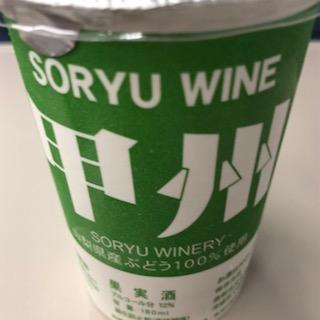 SORYU WINE
甲州
SORYU WINERY
山梨県産ぶどう100%使用
果実酒
アルコール分 12%
容量 180ml